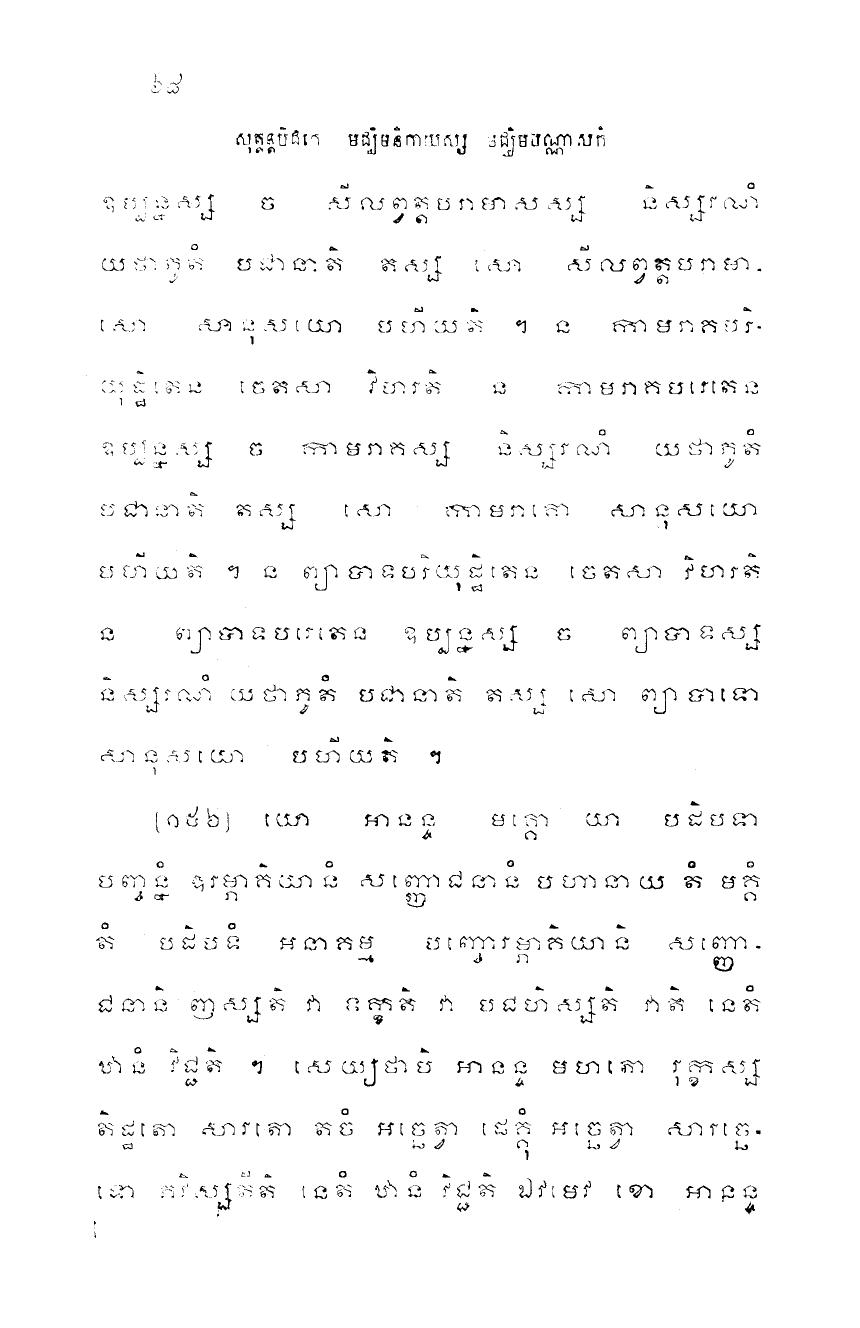 ៦៨
សុត្តន្តបិដកេ មជ្ឈិមនិកាយស្ស មជ្ឈិមបណ្ណាសកំ
ឧប្បន្នស្ស ច សីលព្វត្តបរាមាសស្ស និស្សរណំ
យថាភូតំ បជានាតិ តស្ស សោ សីលព្វត្តបរាមា-
សោ សានុសយោ បហីយតិ ។ ន កាមរាគបរិ-
យុដ្ឋិតេន ចេតសា វិហរតិ ន កាមរាគបរេតេន
ឧប្បន្នស្ស ច កាមរាគស្ស និស្សរណំ យថាភូតំ
បជានាតិ តស្ស សោ កាមរាគោ សានុសយោ
បហីយតិ ។ ន ព្យាបាទបរិយុដ្ឋិតេន ចេតសា វិហរតិ
ន ព្យាបាទបរេតេន ឧប្បន្នស្ស ច ព្យាបាទស្ស
និស្សរណំ យថាភូតំ បជានាតិ តស្ស សោ ព្យាបាទោ
សានុសយោ បហីយតិ ។
[១៥៦] យោ អានន្ទ មគ្គោ យា បដិបទា
បញ្ចន្នំ ឱរម្ភាគិយានំ សញ្ញោជនានំ បហានាយ តំ មគ្គំ
តំ បដិបទំ អនាគម្ម បញ្ចោរម្ភាគិយានិ សញ្ញោ-
ជនានិ ញស្សតិ វា ទក្ខតិ វា បជហិស្សតិ វាតិ នេតំ
ឋានំ វិជ្ជតិ ។ សេយ្យថាបិ អានន្ទ មហតោ រុក្ខស្ស
តិដ្ឋតោ សារវតោ តចំ អច្ឆេត្វា ផេគ្គុំ អច្ឆេត្វា សារច្ឆេ-
ទោ ភវិស្សតីតិ នេតំ ឋានំ វិជ្ជតិ ឯវមេវ ខោ អានន្ទ